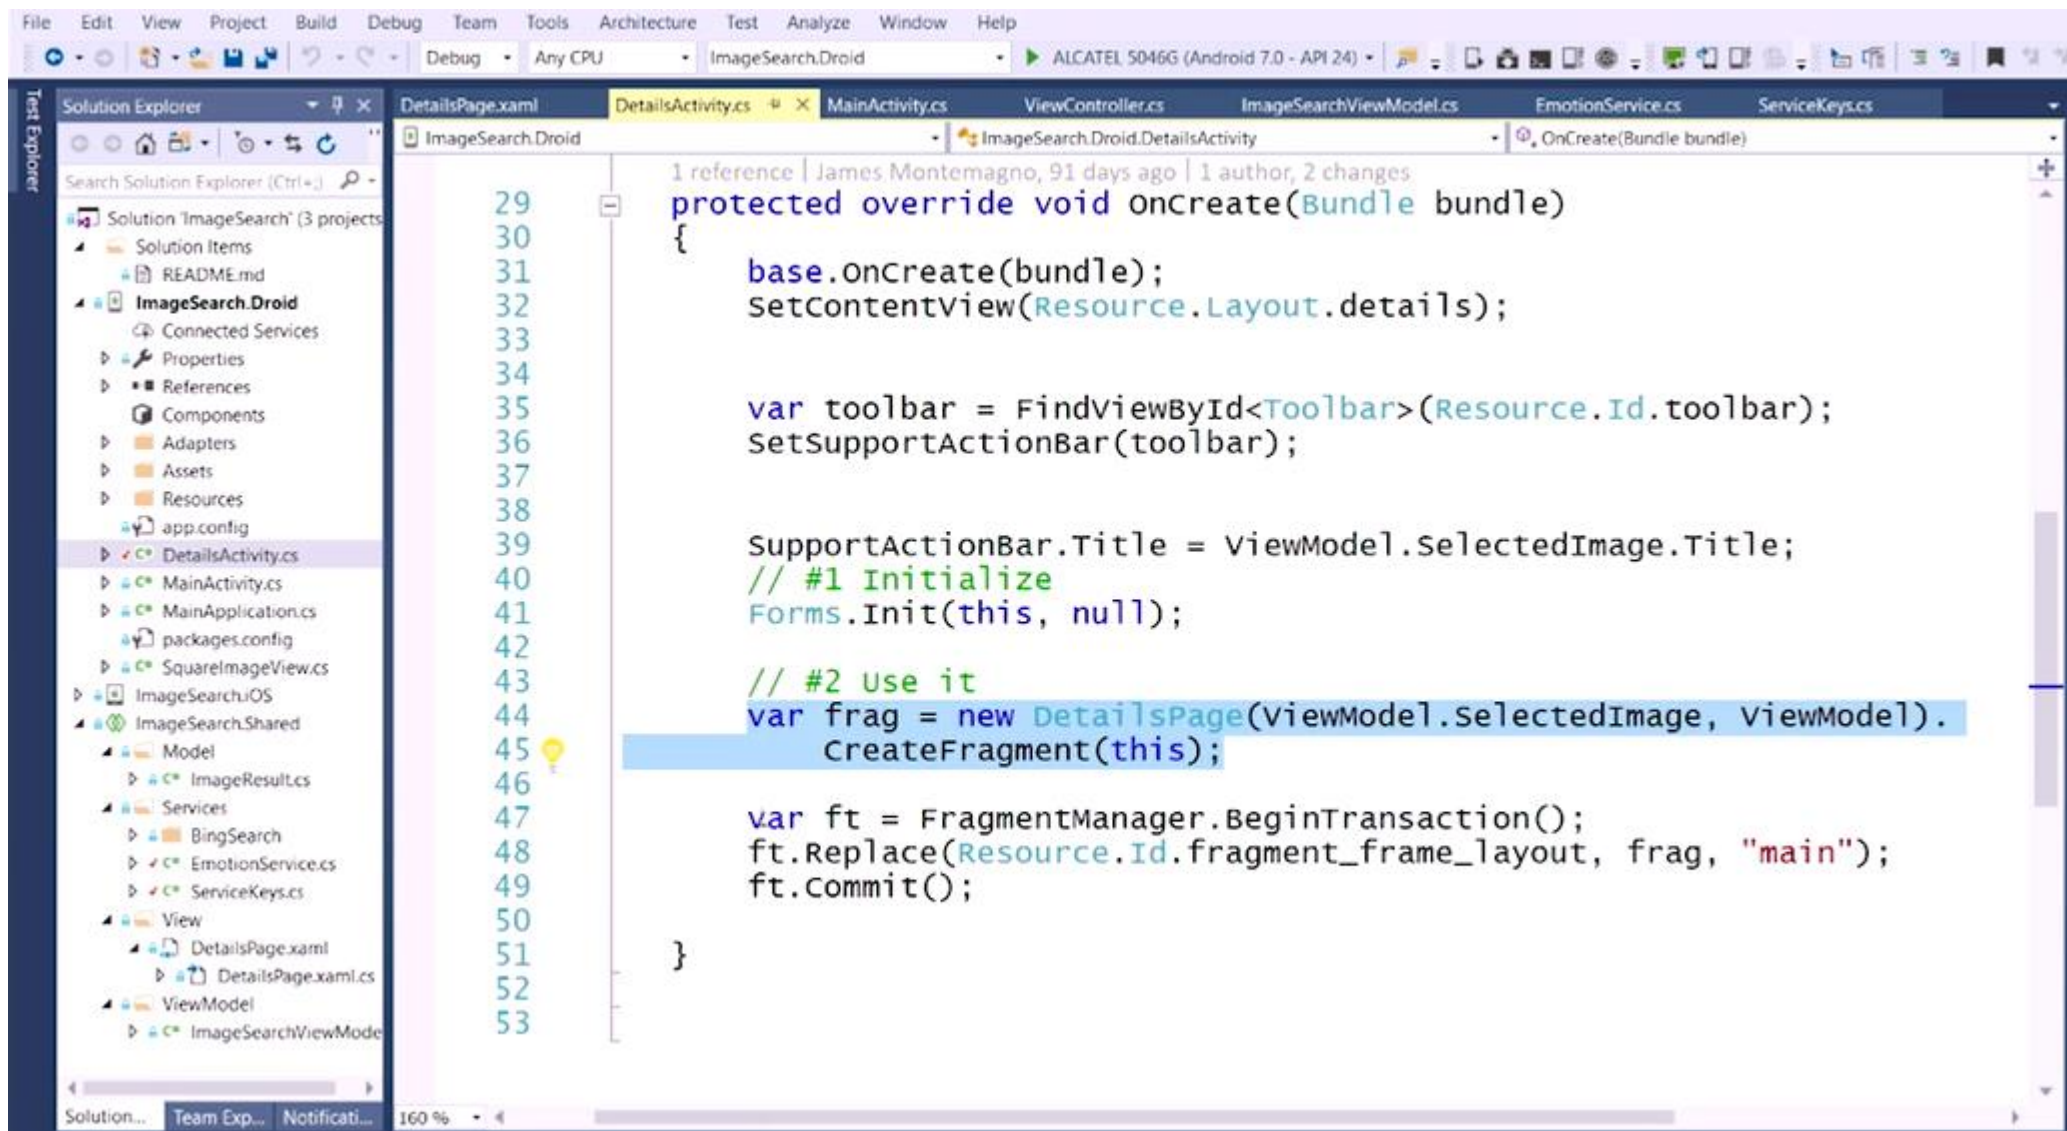 File Edit View Project Build Debug Team Tools Architecture Test Analyze Window Help
Debug Any CPU ImageSearch.Droid ALCATEL 5046G (Android 7.0 - API 24)
Test Explorer
Solution Explorer
Search Solution Explorer (Ctrl+;)
Solution 'ImageSearch' (3 projects
Solution Items
README.md
ImageSearch.Droid
Connected Services
Properties
References
Components
Adapters
Assets
Resources
app.config
DetailsActivity.cs
MainActivity.cs
MainApplication.cs
packages.config
SquareImageView.cs
ImageSearch.iOS
ImageSearch.Shared
Model
ImageResult.cs
Services
BingSearch
EmotionService.cs
ServiceKeys.cs
View
DetailsPage.xaml
DetailsPage.xaml.cs
ViewModel
ImageSearchViewMode
Solution... Team Exp... Notificati...
DetailsPage.xaml DetailsActivity.cs MainActivity.cs ViewController.cs ImageSearchViewModel.cs EmotionService.cs ServiceKeys.cs
ImageSearch.Droid ImageSearch.Droid.DetailsActivity OnCreate(Bundle bundle)
1 reference | James Montemagno, 91 days ago | 1 author, 2 changes
29 protected override void OnCreate(Bundle bundle)
30 {
31 base.OnCreate(bundle);
32 SetContentView(Resource.Layout.details);
33
34
35 var toolbar = FindViewById<Toolbar>(Resource.Id.toolbar);
36 SetSupportActionBar(toolbar);
37
38
39 SupportActionBar.Title = ViewModel.SelectedImage.Title;
40 // #1 Initialize
41 Forms.Init(this, null);
42
43 // #2 Use it
44 var frag = new DetailsPage(ViewModel.SelectedImage, ViewModel).
45 CreateFragment(this);
46
47 var ft = FragmentManager.BeginTransaction();
48 ft.Replace(Resource.Id.fragment_frame_layout, frag, "main");
49 ft.Commit();
50
51 }
52
53
160 %